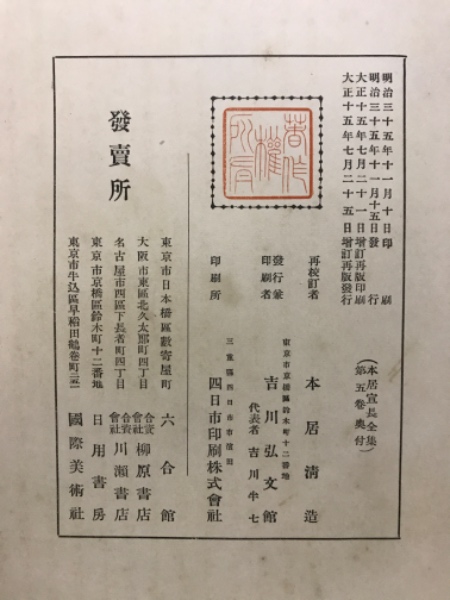 明治三十五年十一月十日印刷
明治三十五年十一月十五日發行
大正十五年七月二十一日增訂再版印刷
大正十五年七月二十五日增訂再版發行
(本居宣長全集
第五卷奥付)
著作
權
所有
再校訂者
本居清造
發行兼
印刷者
東京市京橋區鈴木町十二番地
吉川弘文館
代表者 吉川半七
印刷所
三重縣四日市市濱田
四日市印刷株式會社
發賣所
東京市日本橋區數寄屋町 六合館
大阪市東區北久太郎町四丁目 合資會社 柳原書店
名古屋市西區下長者町四丁目 合資會社 川瀨書店
東京市京橋區鈴木町十二番地 日用書房
東京市牛込區早稻田鶴卷町 國際美術社